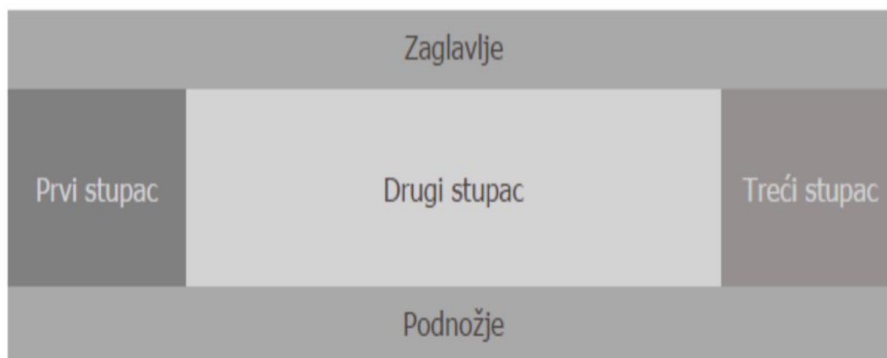 Zaglavlje
Prvi stupac
Drugi stupac
Treći stupac
Podnožje